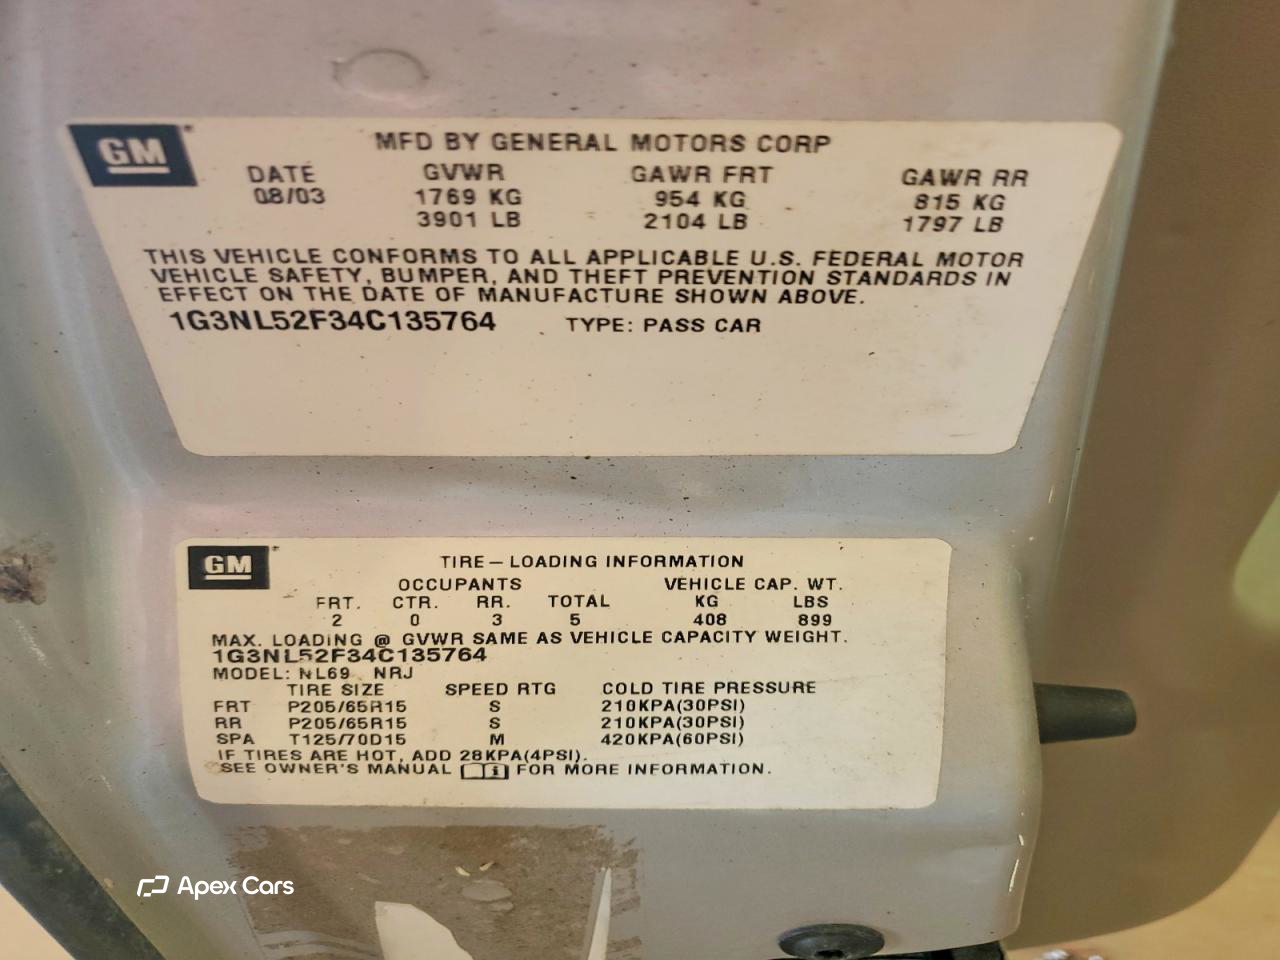 GM
MFD BY GENERAL MOTORS CORP
DATE GVWR GAWR FRT GAWR RR
08/03 1769 KG 954 KG 815 KG
3901 LB 2104 LB 1797 LB
THIS VEHICLE CONFORMS TO ALL APPLICABLE U.S. FEDERAL MOTOR
VEHICLE SAFETY, BUMPER, AND THEFT PREVENTION STANDARDS IN
EFFECT ON THE DATE OF MANUFACTURE SHOWN ABOVE.
1G3NL52F34C135764 TYPE: PASS CAR
GM
TIRE — LOADING INFORMATION
OCCUPANTS VEHICLE CAP. WT.
FRT. CTR. RR. TOTAL KG LBS
2 0 3 5 408 899
MAX. LOADING @ GVWR SAME AS VEHICLE CAPACITY WEIGHT.
1G3NL52F34C135764
MODEL: NL69 NRJ
TIRE SIZE SPEED RTG COLD TIRE PRESSURE
FRT P205/65R15 S 210KPA(30PSI)
RR P205/65R15 S 210KPA(30PSI)
SPA T125/70D15 M 420KPA(60PSI)
IF TIRES ARE HOT, ADD 28KPA(4PSI).
SEE OWNER'S MANUAL FOR MORE INFORMATION.
Apex Cars